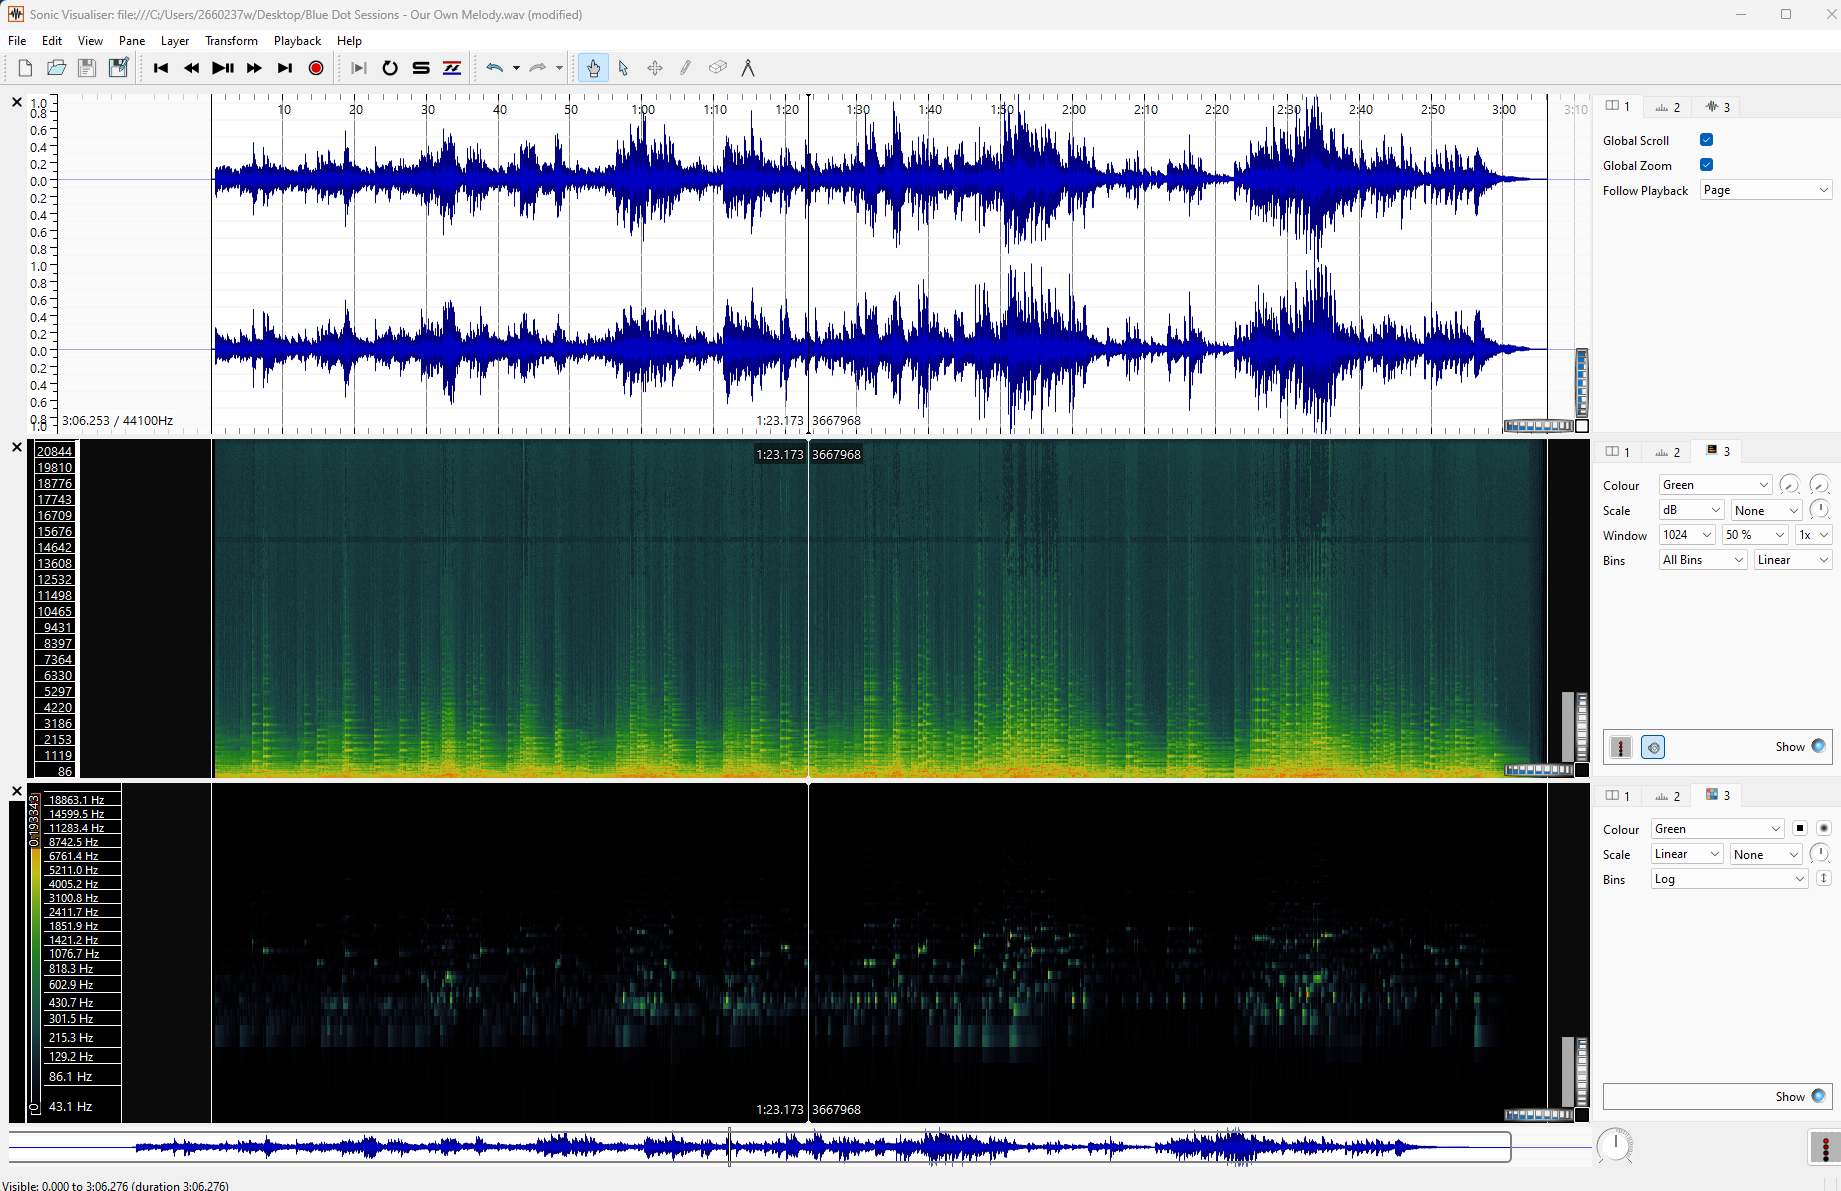 Sonic Visualiser: file:///C:/Users/2660237w/Desktop/Blue Dot Sessions - Our Own Melody.wav (modified)
File Edit View Pane Layer Transform Playback Help
10 20 30 40 50 1:00 1:10 1:20 1:30 1:40 1:50 2:00 2:10 2:20 2:30 2:40 2:50 3:00 3:10
1.0
0.8
0.6
0.4
0.2
0.0
0.2
0.4
0.6
0.8
1.0
0.8
0.6
0.4
0.2
0.0
0.2
0.4
0.6
0.8
1.0
3:06.253 / 44100Hz
1:23.173 3667968
1 2 3
Global Scroll
Global Zoom
Follow Playback Page
20844
19810
18776
17743
16709
15676
14642
13608
12532
11498
10465
9431
8397
7364
6330
5297
4220
3186
2153
1119
86
1:23.173 3667968
1 2 3
Colour Green
Scale dB None
Window 1024 50 % 1x
Bins All Bins Linear
Show
0.193343
0
18863.1 Hz
14599.5 Hz
11283.4 Hz
8742.5 Hz
6761.4 Hz
5211.0 Hz
4005.2 Hz
3100.8 Hz
2411.7 Hz
1851.9 Hz
1421.2 Hz
1076.7 Hz
818.3 Hz
602.9 Hz
430.7 Hz
301.5 Hz
215.3 Hz
129.2 Hz
86.1 Hz
43.1 Hz
1:23.173 3667968
1 2 3
Colour Green
Scale Linear None
Bins Log
Show
Visible: 0.000 to 3:06.276 (duration 3:06.276)